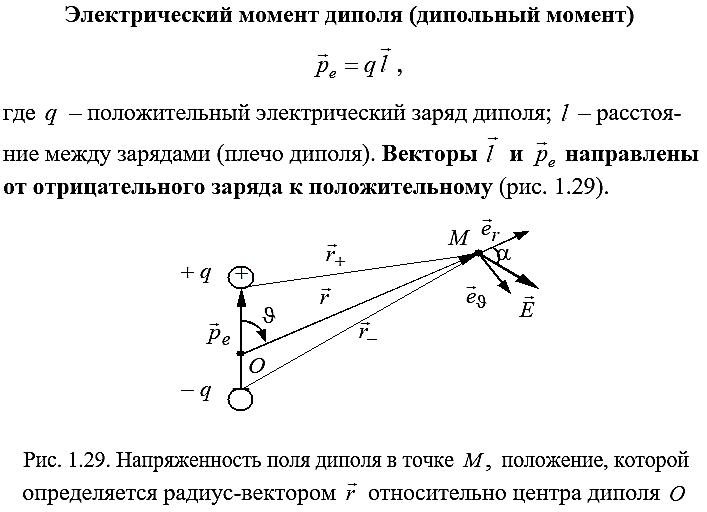 Электрический момент диполя (дипольный момент)
p⃗ₑ = q l⃗ ,
где q – положительный электрический заряд диполя; l – расстоя-
ние между зарядами (плечо диполя). Векторы l⃗ и p⃗ₑ направлены
от отрицательного заряда к положительному (рис. 1.29).
M
e⃗ᵣ
α
+ q
+
r⃗₊
r⃗
e⃗_ϑ
E⃗
ϑ
p⃗ₑ
r⃗₋
O
– q
Рис. 1.29. Напряженность поля диполя в точке M, положение, которой
определяется радиус-вектором r⃗ относительно центра диполя O